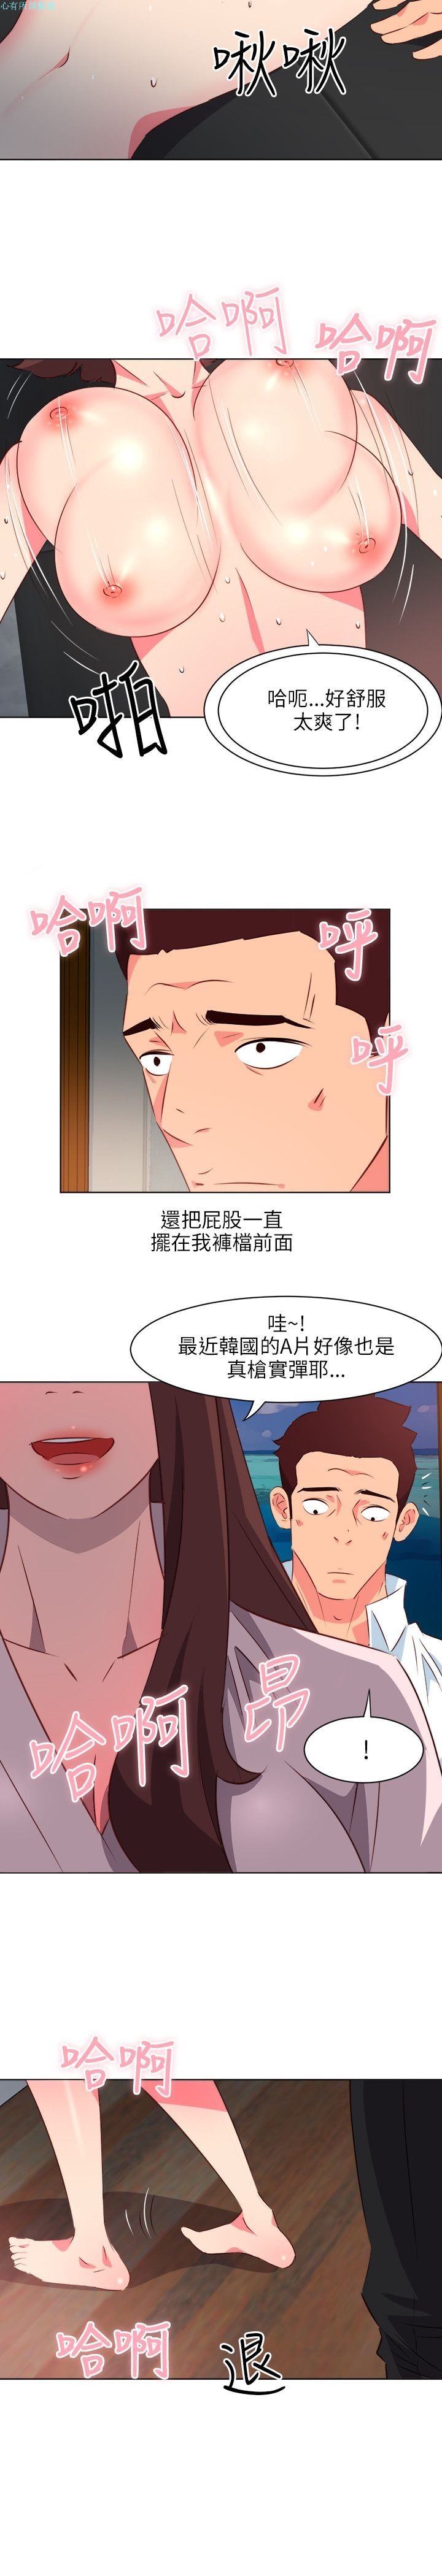 啾啾
哈啊
哈啊
啪
哈呃...好舒服
太爽了!
哈啊
呼
呼
還把屁股一直
擺在我褲檔前面
哇~!
最近韓國的A片好像也是
真槍實彈耶...
哈啊
昂
!
哈啊
哈啊
退